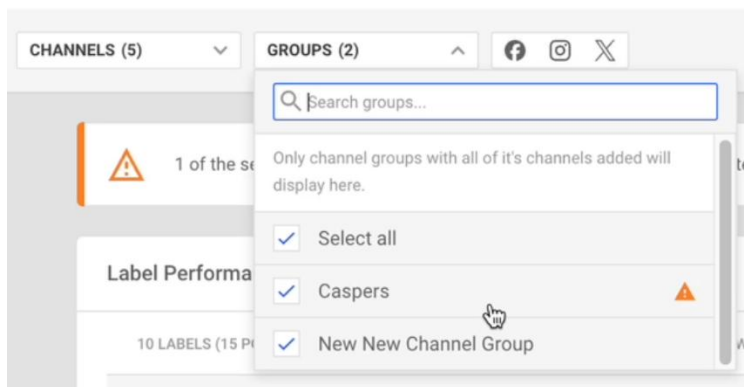 CHANNELS (5)
GROUPS (2)
Search groups...
1 of the se
Only channel groups with all of it's channels added will
display here.
Select all
Label Performa
Caspers
10 LABELS (15 P
New New Channel Group